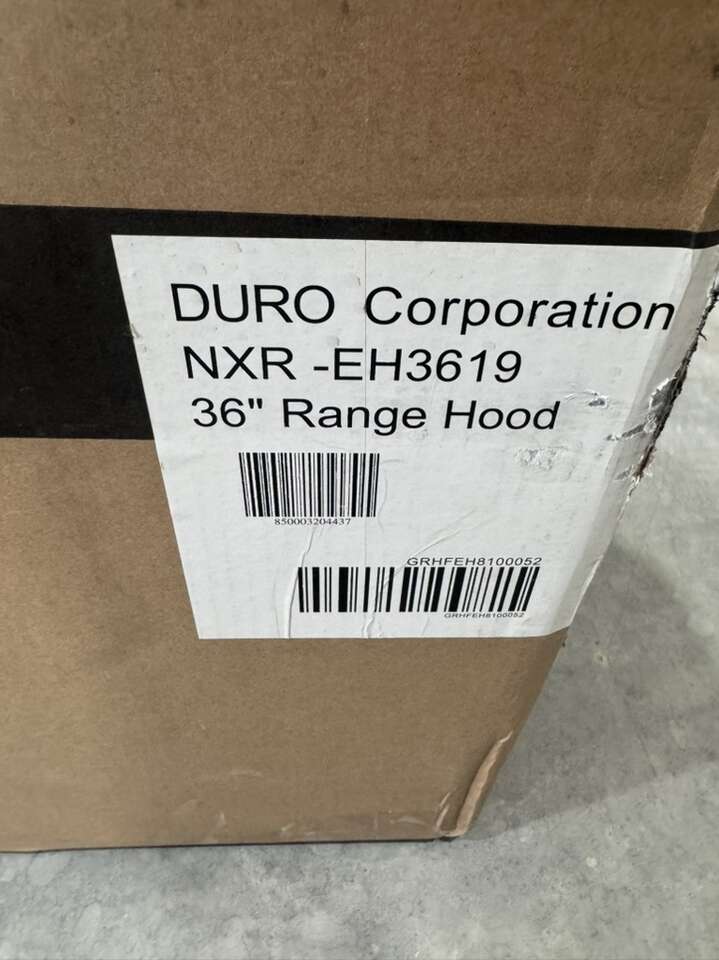 DURO Corporation
NXR -EH3619
36" Range Hood
850003204437
GRHFEH8100052
GRHFEH8100052